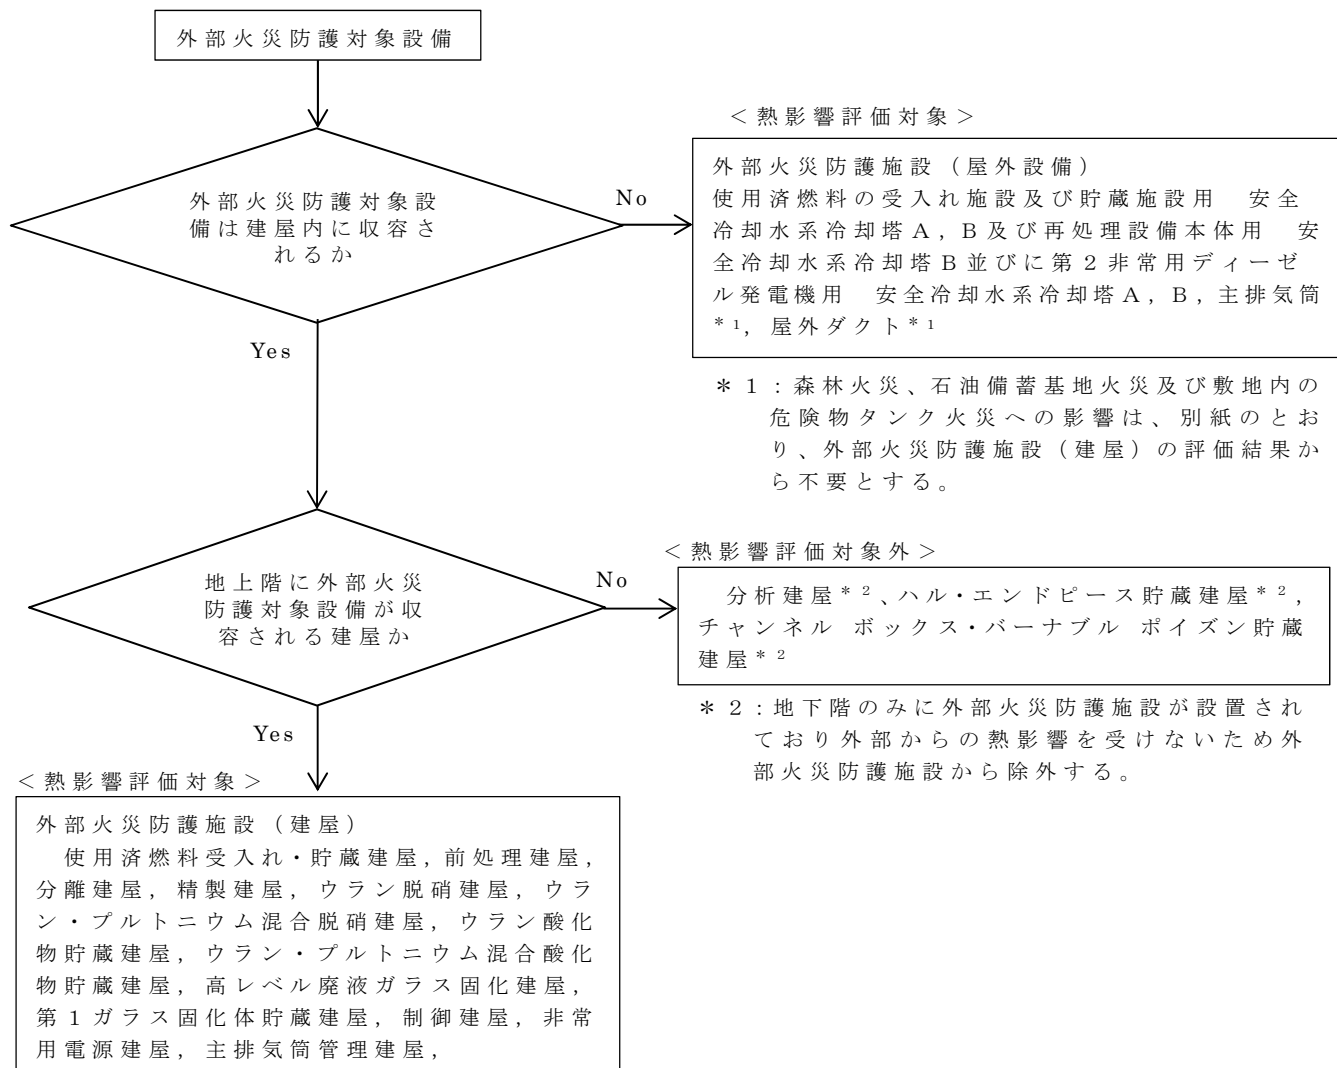 外部火災防護対象設備
外部火災防護対象設
備は建屋内に収容さ
れるか
No
Yes
＜熱影響評価対象＞
外部火災防護施設（屋外設備）
使用済燃料の受入れ施設及び貯蔵施設用　安全
冷却水系冷却塔Ａ，Ｂ及び再処理設備本体用　安
全冷却水系冷却塔Ｂ並びに第２非常用ディーゼ
ル発電機用　安全冷却水系冷却塔Ａ，Ｂ，主排気筒
＊１，屋外ダクト＊１
＊１：森林火災、石油備蓄基地火災及び敷地内の
危険物タンク火災への影響は、別紙のとお
り、外部火災防護施設（建屋）の評価結果か
ら不要とする。
地上階に外部火災
防護対象設備が収
容される建屋か
No
Yes
＜熱影響評価対象外＞
分析建屋＊２、ハル・エンドピース貯蔵建屋＊２，
チャンネル ボックス・バーナブル ポイズン貯蔵
建屋＊２
＊２：地下階のみに外部火災防護施設が設置され
ており外部からの熱影響を受けないため外
部火災防護施設から除外する。
＜熱影響評価対象＞
外部火災防護施設（建屋）
使用済燃料受入れ・貯蔵建屋，前処理建屋，
分離建屋，精製建屋，ウラン脱硝建屋，ウラ
ン・プルトニウム混合脱硝建屋，ウラン酸化
物貯蔵建屋，ウラン・プルトニウム混合酸化
物貯蔵建屋，高レベル廃液ガラス固化建屋，
第１ガラス固化体貯蔵建屋，制御建屋，非常
用電源建屋，主排気筒管理建屋，